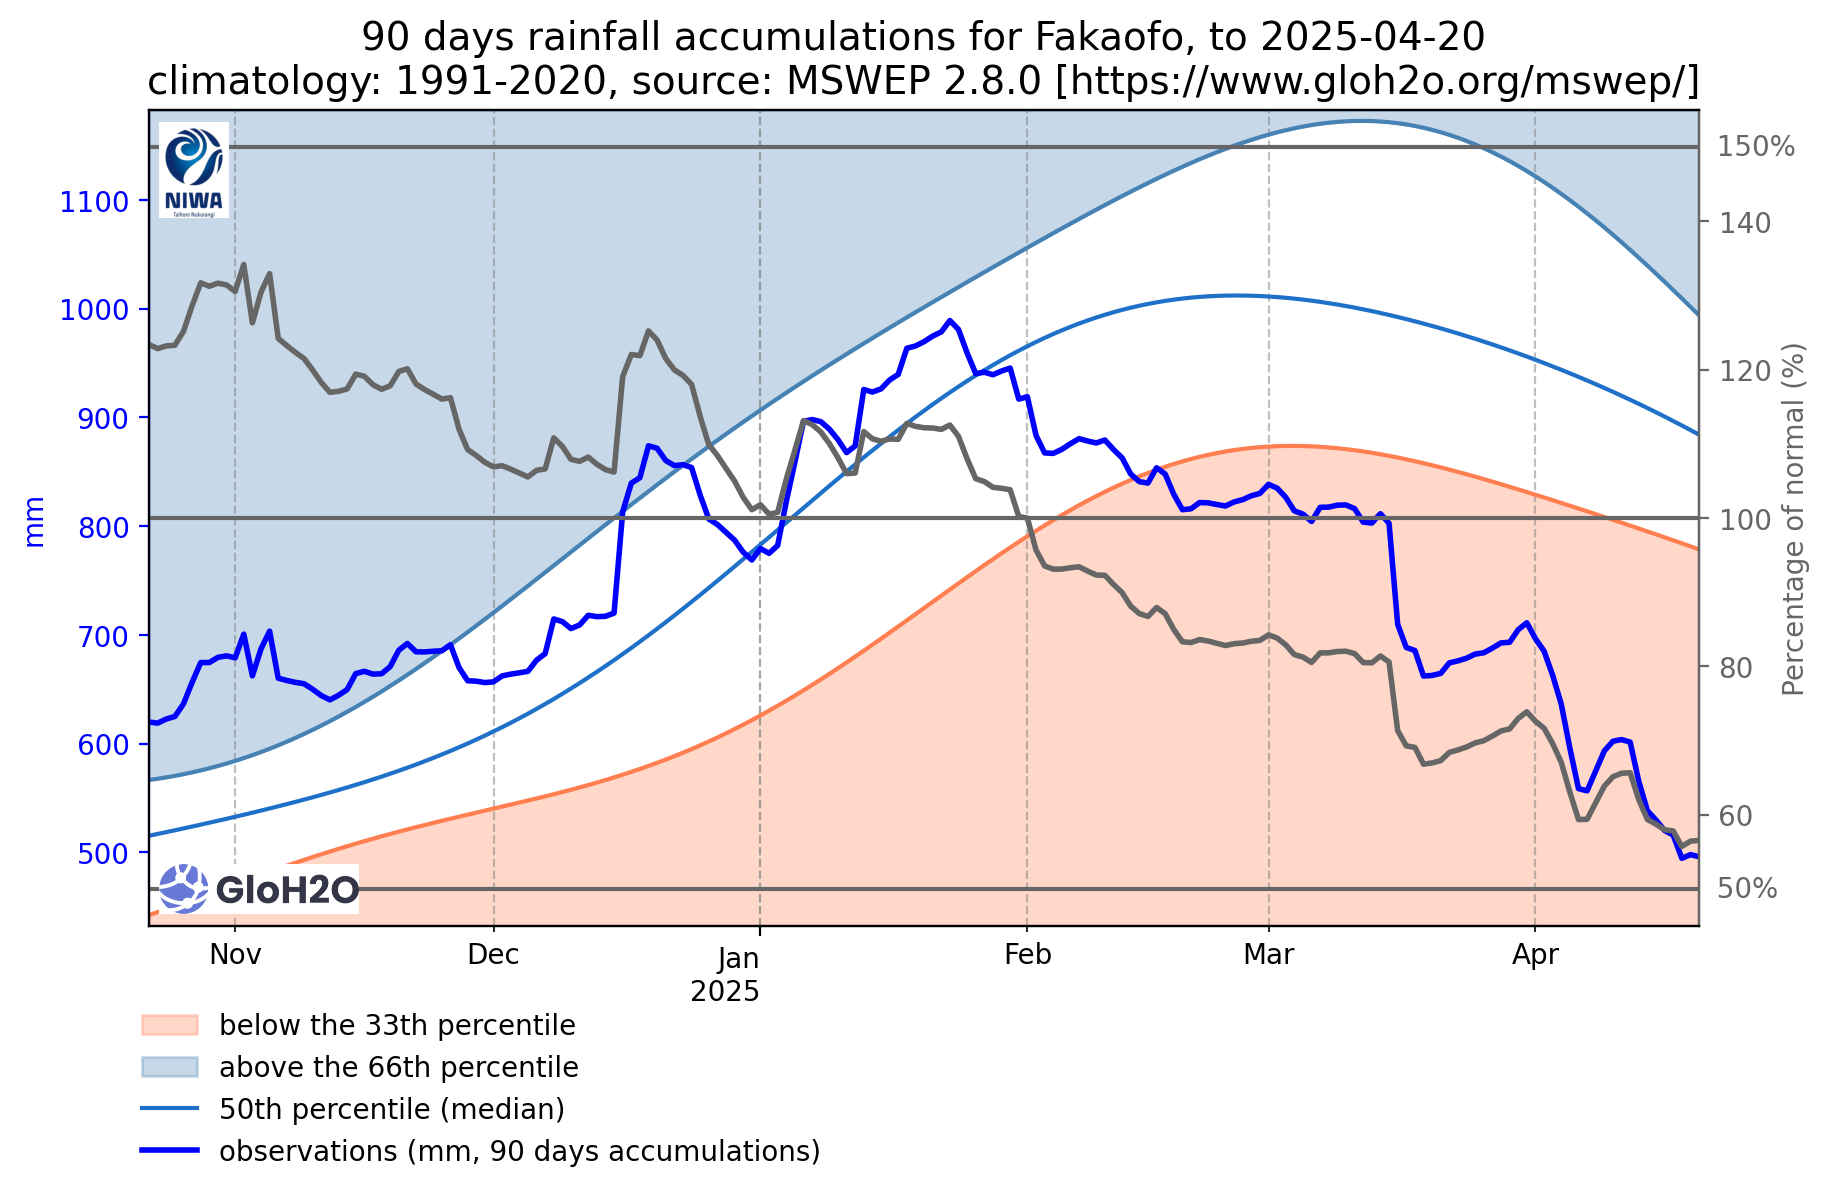 90 days rainfall accumulations for Fakaofo, to 2025-04-20
climatology: 1991-2020, source: MSWEP 2.8.0 [https://www.gloh2o.org/mswep/]
NIWA
Taihoro Nukurangi
1100
1000
900
800
700
600
500
mm
150%
140
120
100
80
60
50%
Percentage of normal (%)
GloH2O
Nov
Dec
Jan
2025
Feb
Mar
Apr
below the 33th percentile
above the 66th percentile
50th percentile (median)
observations (mm, 90 days accumulations)